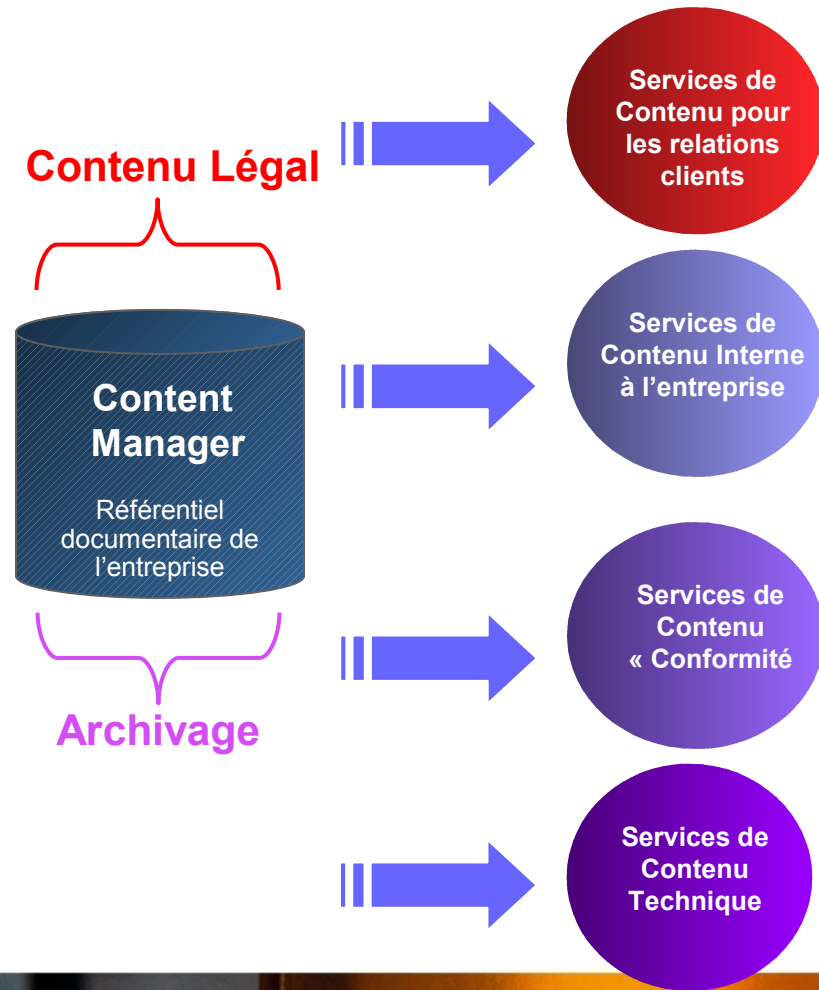 Contenu Légal
Content
Manager
Référentiel
documentaire de
l'entreprise
Archivage
Services de
Contenu pour
les relations
clients
Services de
Contenu Interne
à l'entreprise
Services de
Contenu
« Conformité
Services de
Contenu
Technique